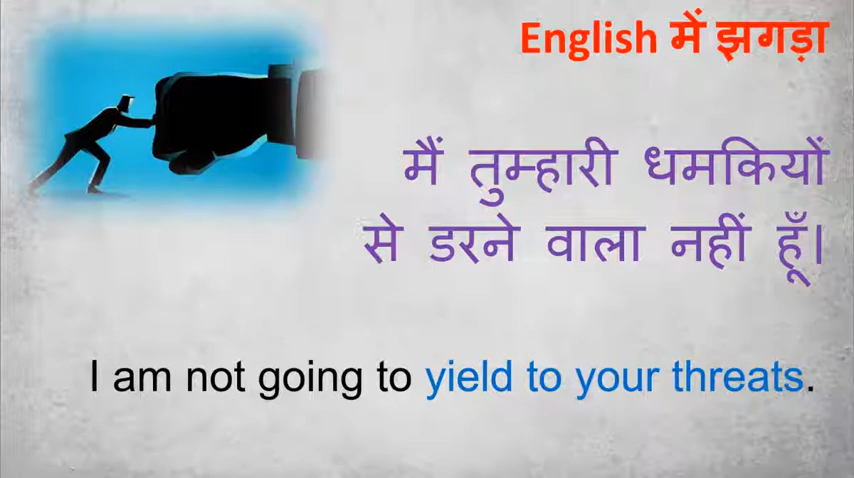 English में झगड़ा
मैं तुम्हारी धमकियों
से डरने वाला नहीं हूँ।
I am not going to yield to your threats.